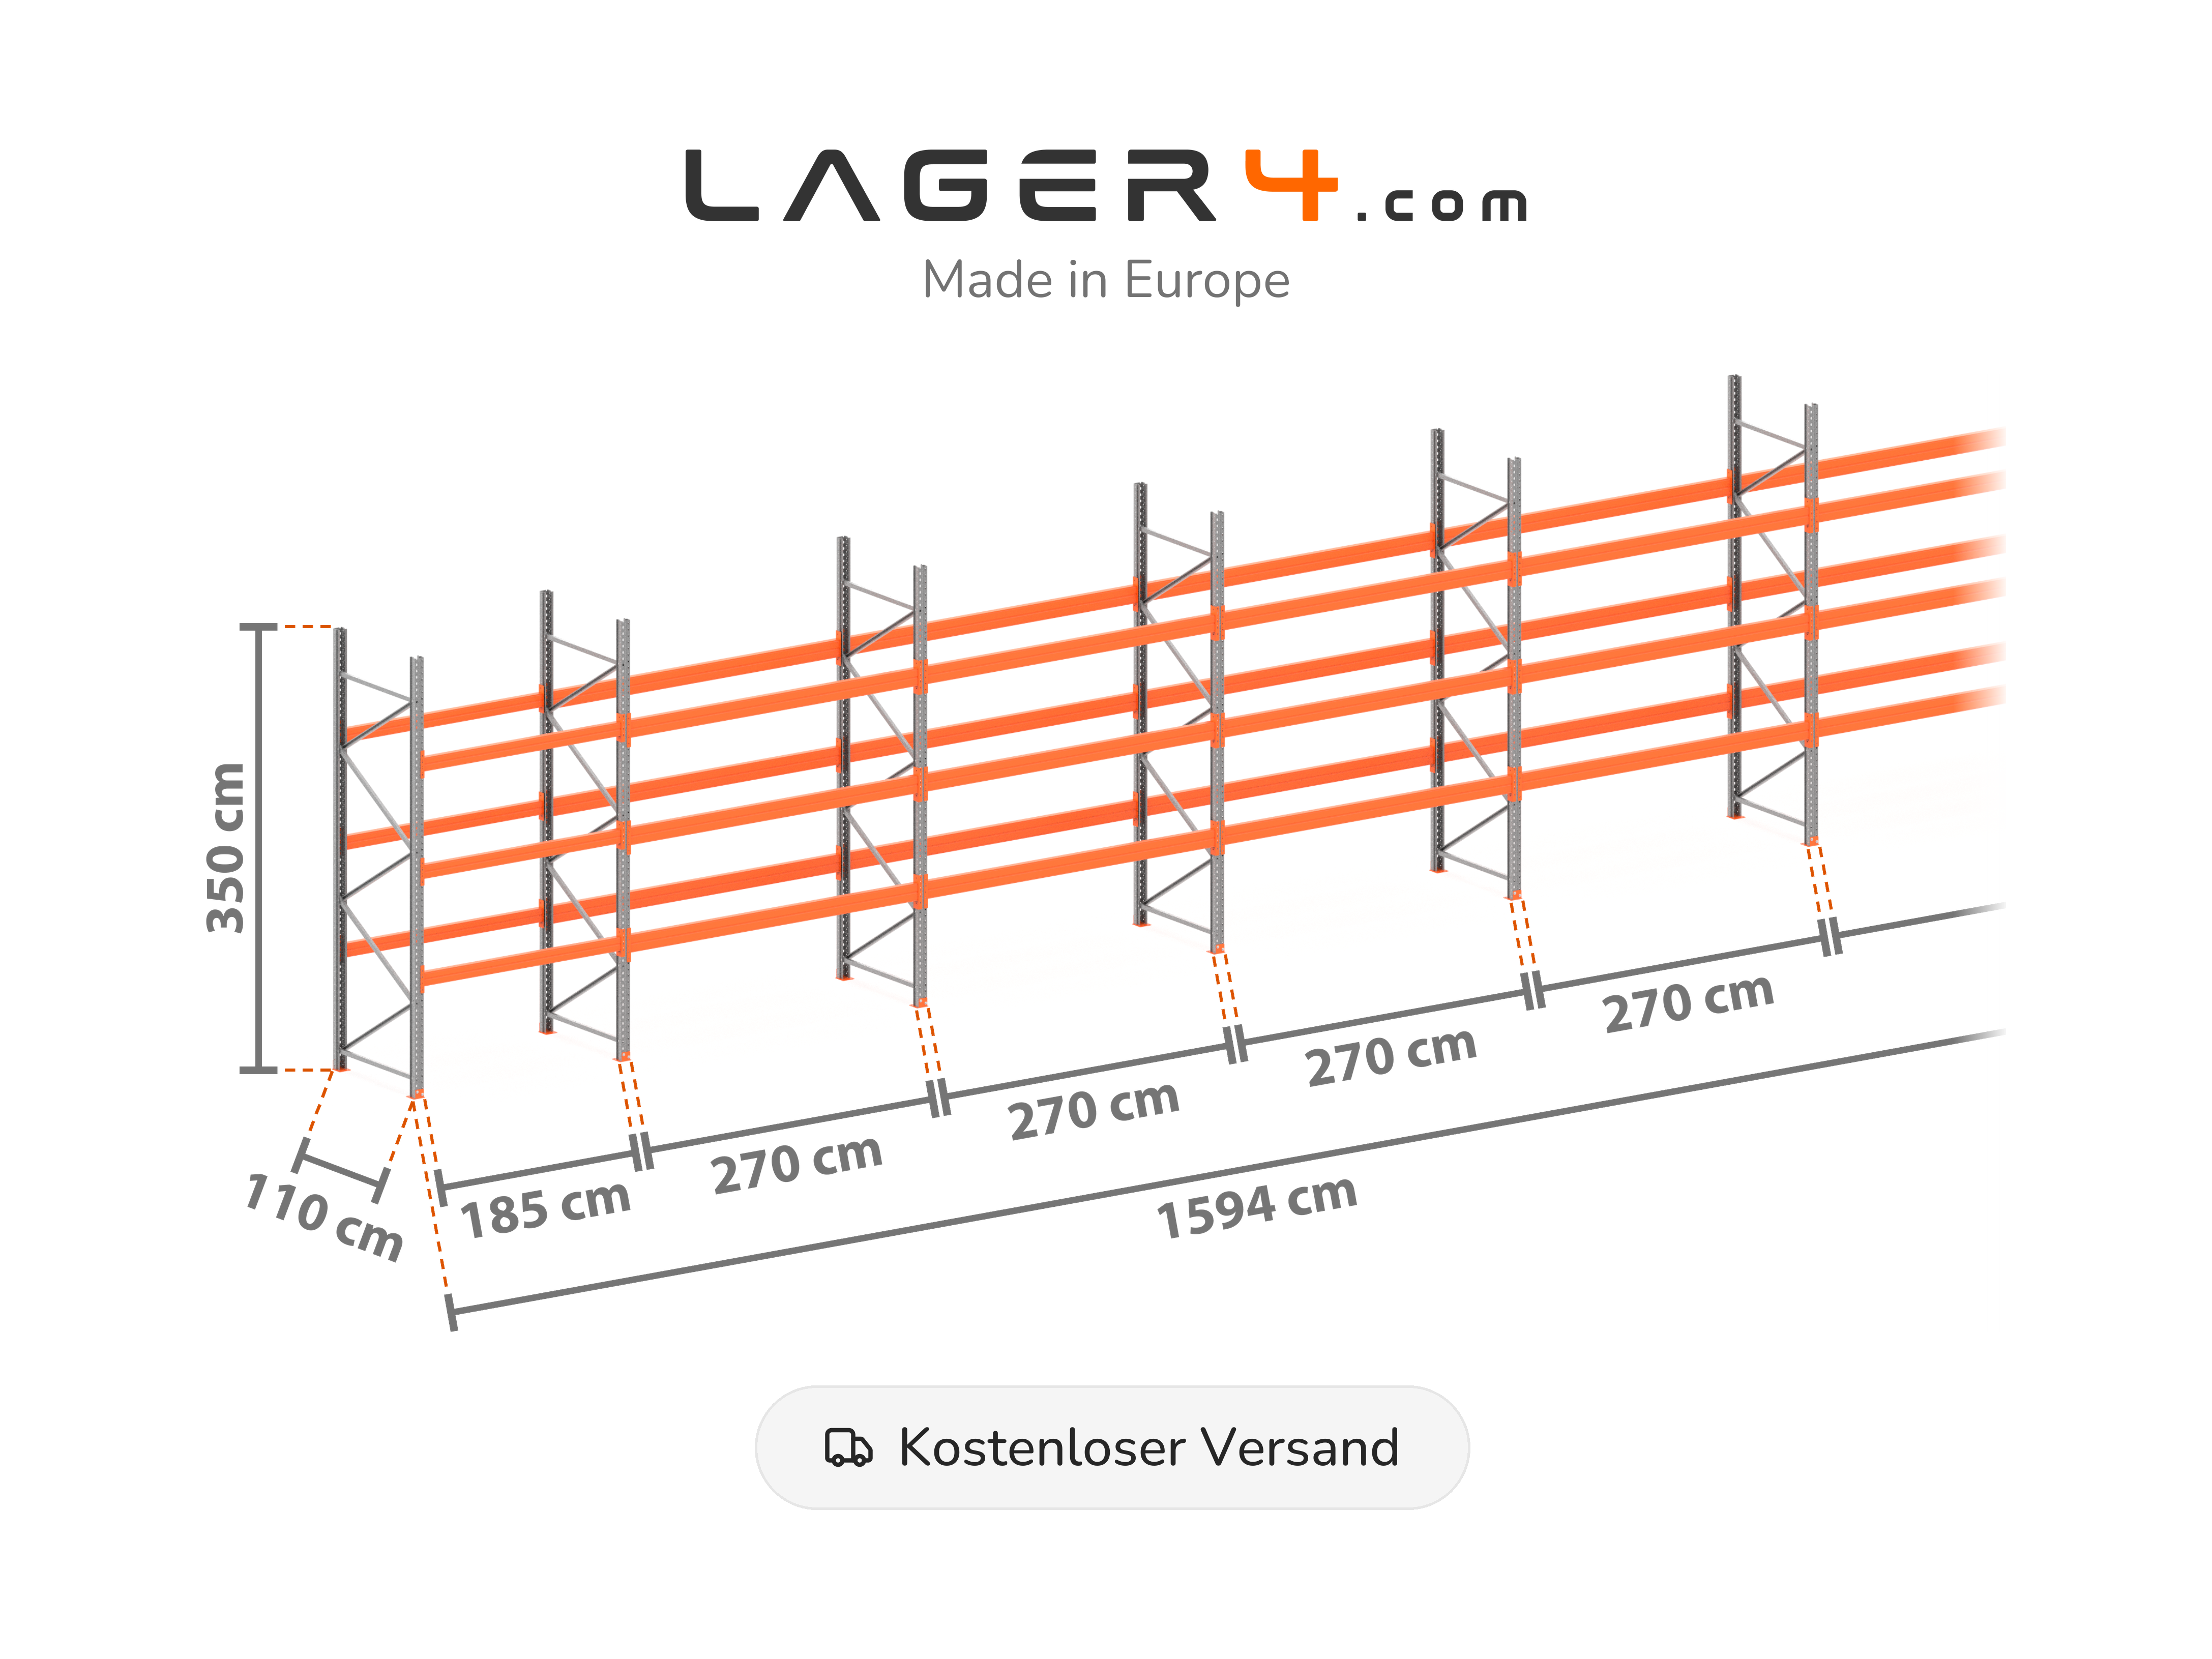 LAGER4.com
Made in Europe
350 cm
110 cm
185 cm
270 cm
270 cm
270 cm
270 cm
1594 cm
Kostenloser Versand